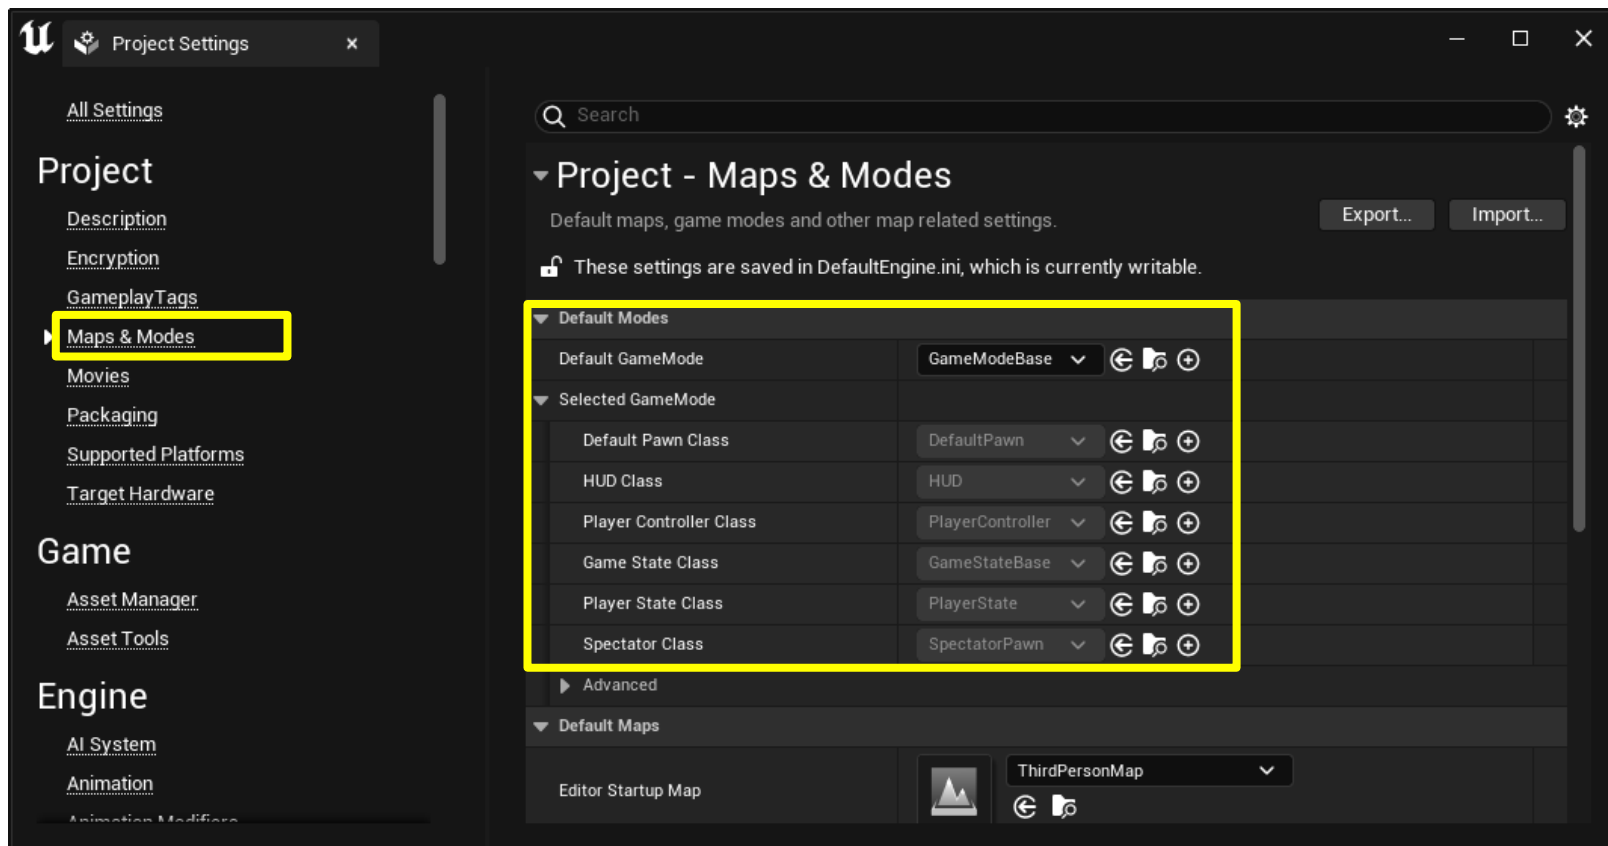 Project Settings
All Settings
Project
Description
Encryption
GameplayTags
Maps & Modes
Movies
Packaging
Supported Platforms
Target Hardware
Game
Asset Manager
Asset Tools
Engine
AI System
Animation
Animation Modifiers
Search
Project - Maps & Modes
Default maps, game modes and other map related settings.
Export...
Import...
These settings are saved in DefaultEngine.ini, which is currently writable.
Default Modes
Default GameMode GameModeBase
Selected GameMode
Default Pawn Class DefaultPawn
HUD Class HUD
Player Controller Class PlayerController
Game State Class GameStateBase
Player State Class PlayerState
Spectator Class SpectatorPawn
Advanced
Default Maps
Editor Startup Map ThirdPersonMap